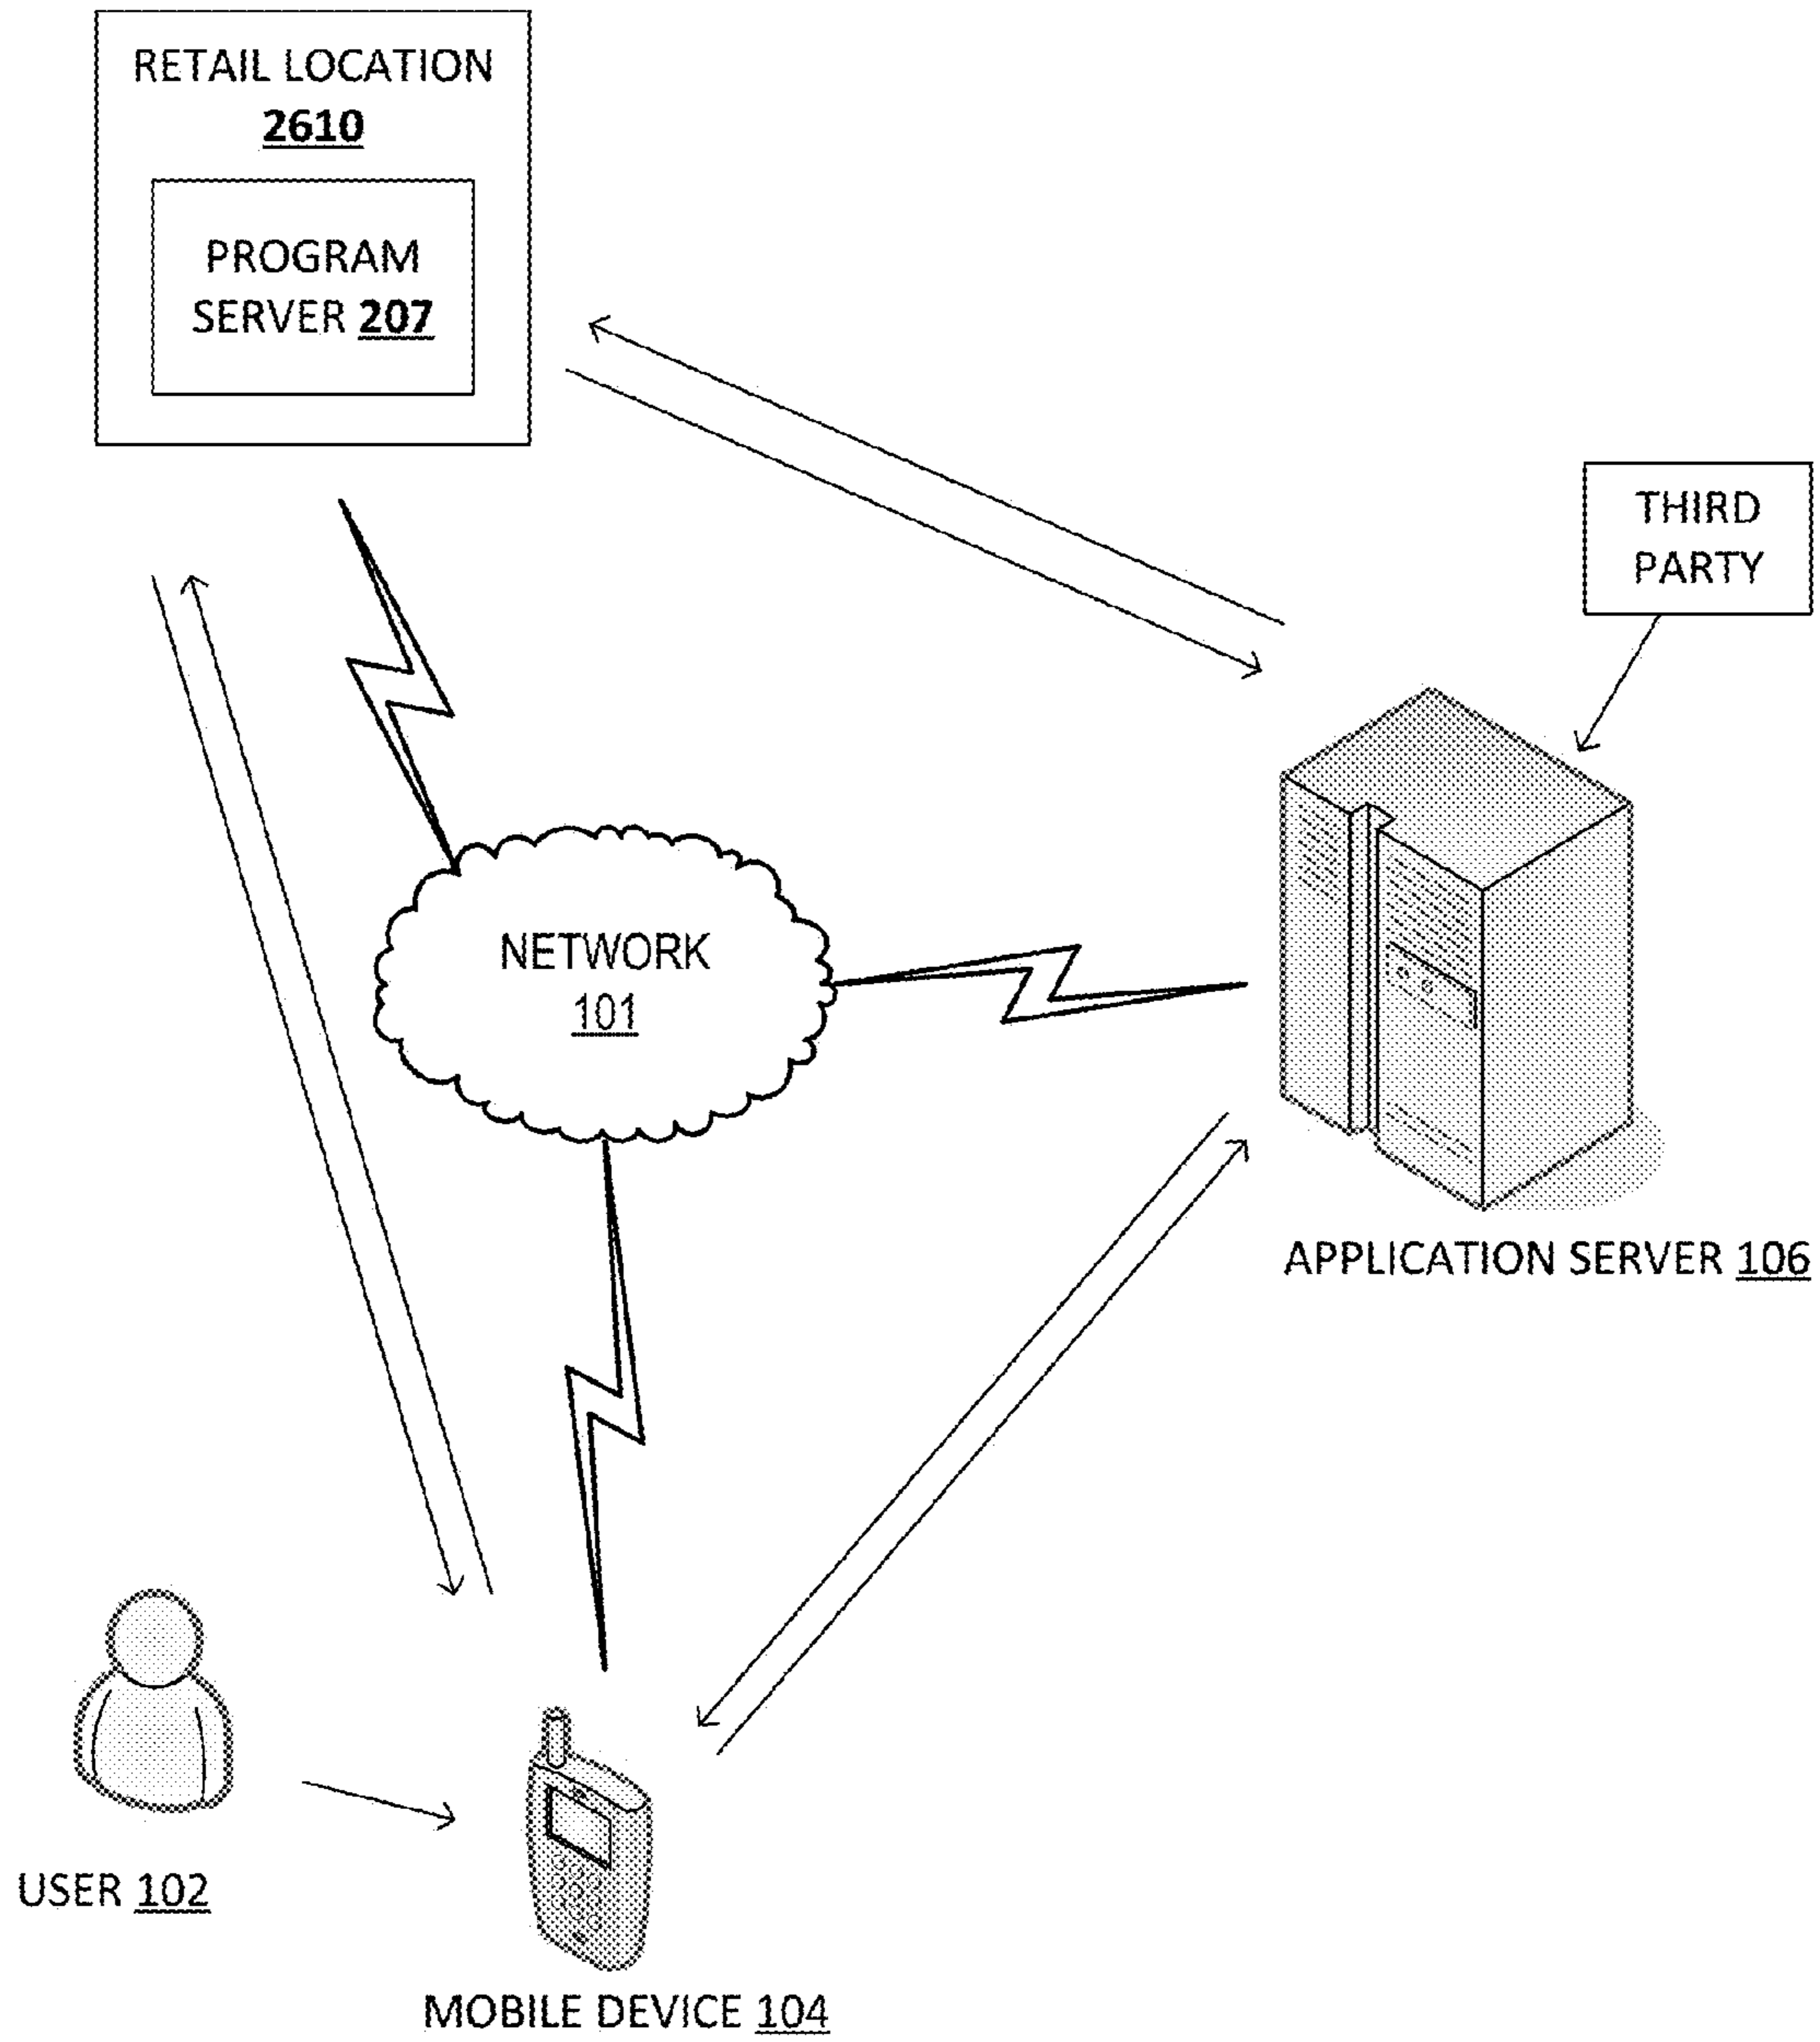 RETAIL LOCATION
2610
PROGRAM
SERVER 207
THIRD
PARTY
NETWORK
101
APPLICATION SERVER 106
USER 102
MOBILE DEVICE 104